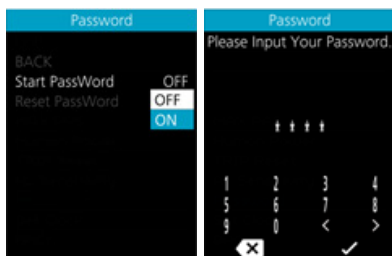 Password
BACK
Start PassWord OFF
Reset PassWord OFF
ON
Password
Please Input Your Password.
* * * *
1 2 3 4
5 6 7 8
9 0 < >